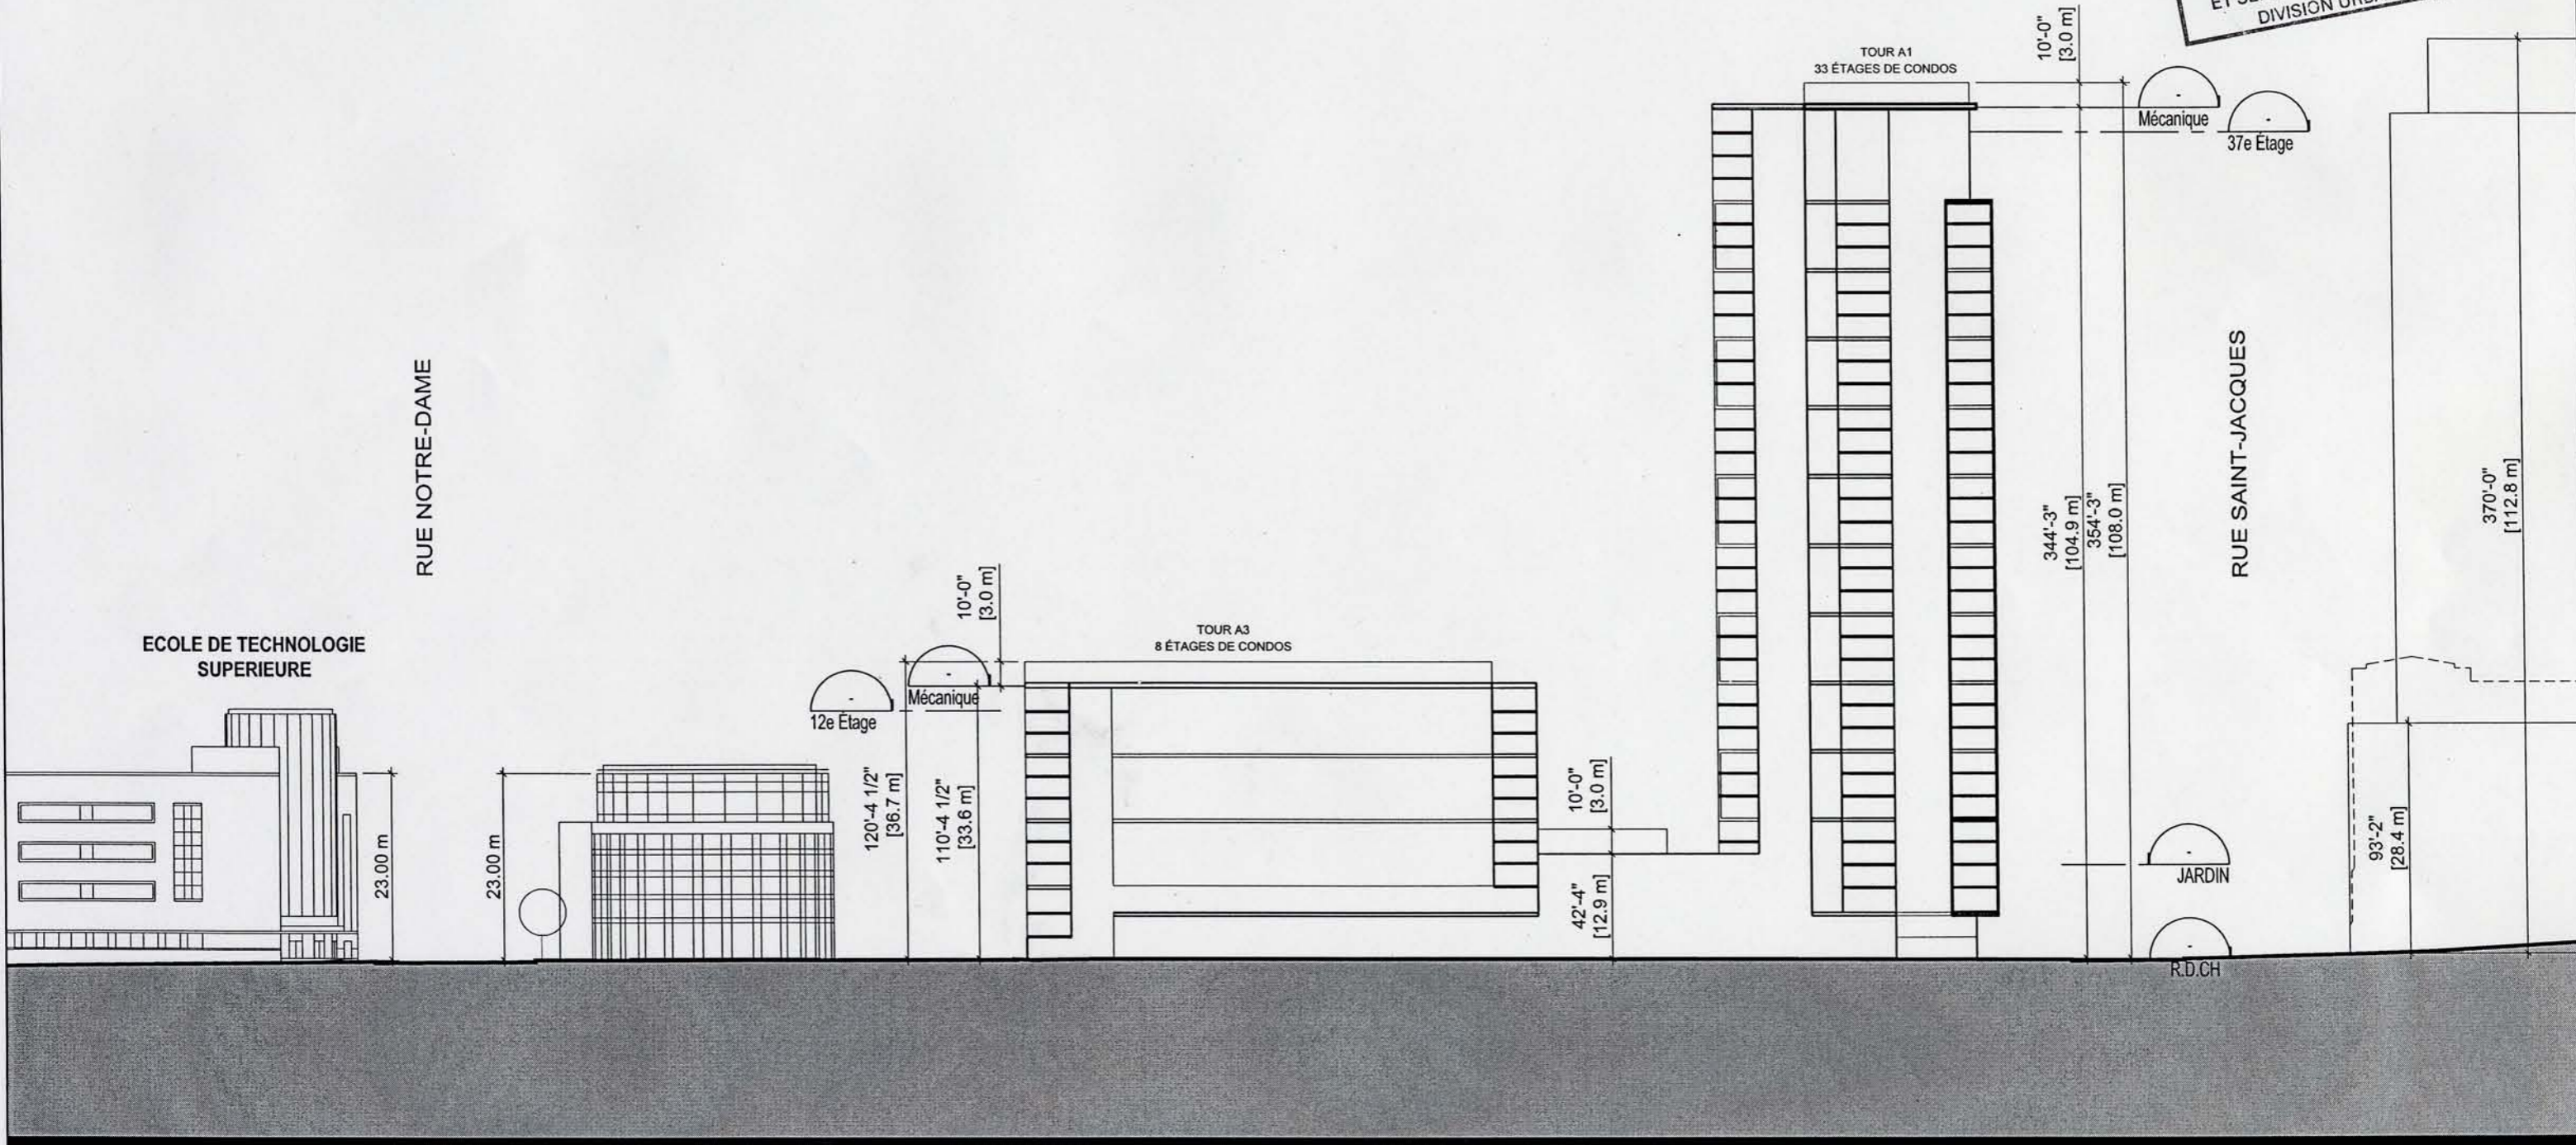 DIVISION
TOUR A1
33 ÉTAGES DE CONDOS
10'-0"
[3.0 m]
Mécanique
37e Étage
RUE NOTRE-DAME
RUE SAINT-JACQUES
344'-3"
[104.9 m]
354'-3"
[108.0 m]
370'-0"
[112.8 m]
ECOLE DE TECHNOLOGIE
SUPERIEURE
10'-0"
[3.0 m]
TOUR A3
8 ÉTAGES DE CONDOS
Mécanique
12e Étage
23.00 m
23.00 m
120'-4 1/2"
[36.7 m]
110'-4 1/2"
[33.6 m]
10'-0"
[3.0 m]
42'-4"
[12.9 m]
JARDIN
93'-2"
[28.4 m]
R.D.CH